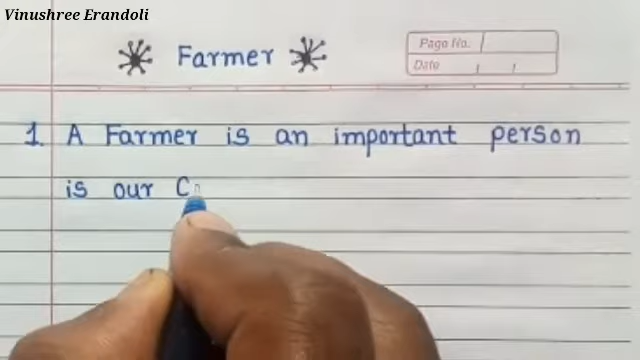 Vinushree Erandoli
Farmer
Page No.
Date
1. A Farmer is an important person
is our C